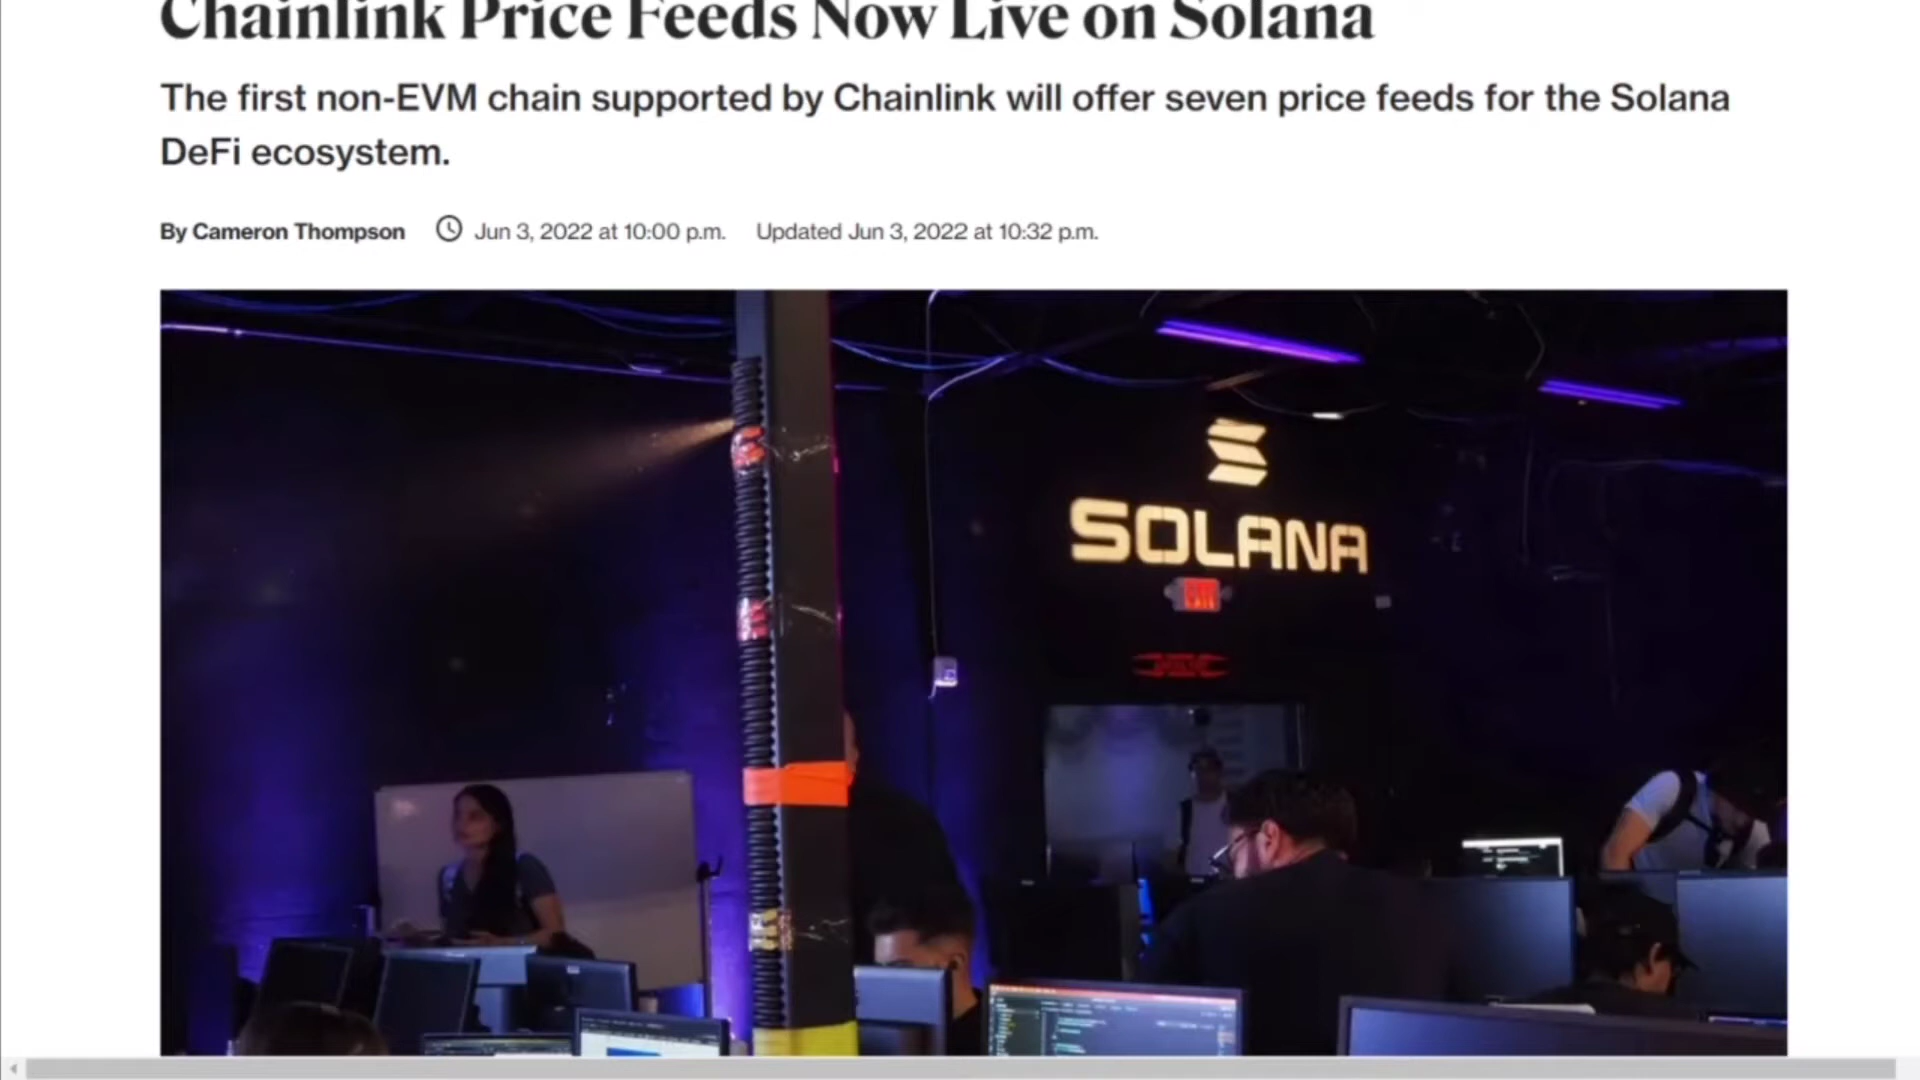 Chainlink Price Feeds Now Live on Solana
The first non-EVM chain supported by Chainlink will offer seven price feeds for the Solana
DeFi ecosystem.
By Cameron Thompson Jun 3, 2022 at 10:00 p.m. Updated Jun 3, 2022 at 10:32 p.m.
SOLANA